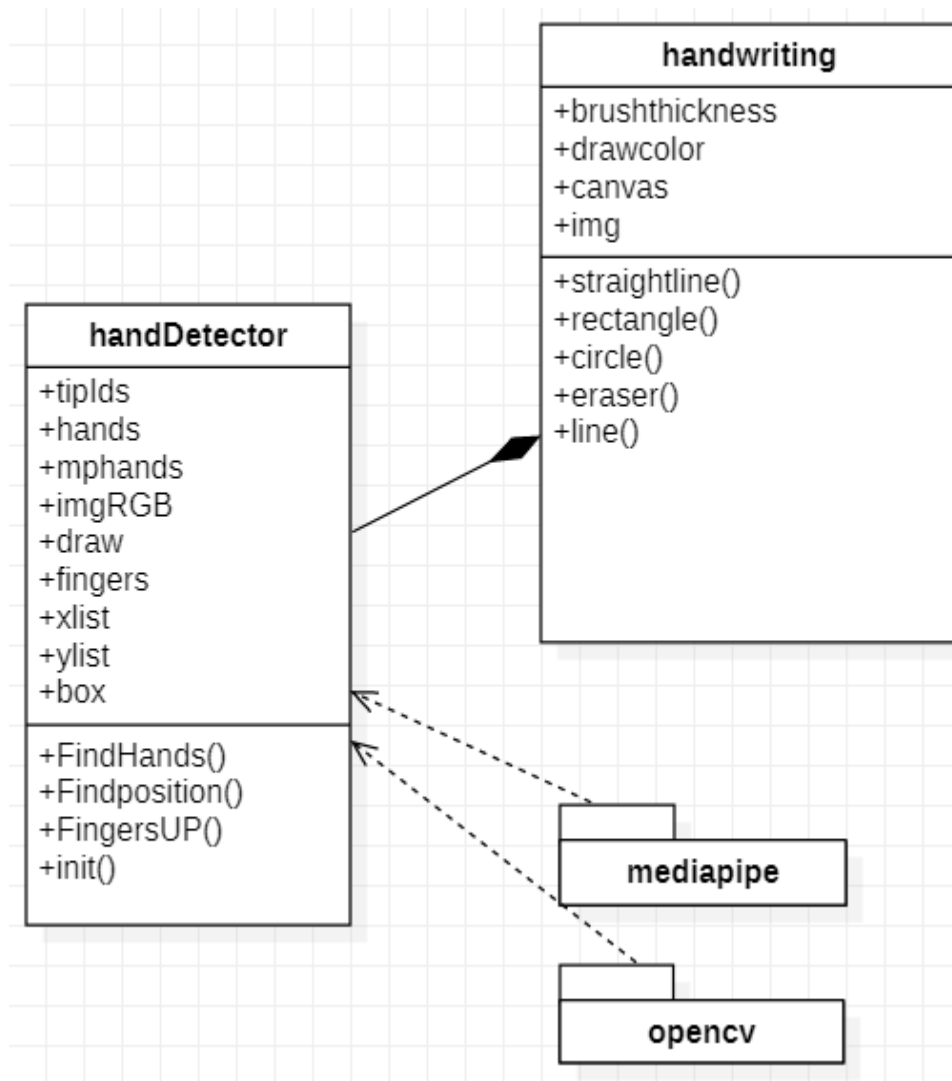 handwriting
+brushthickness
+drawcolor
+canvas
+img
+straightline()
+rectangle()
+circle()
+eraser()
+line()
handDetector
+tipIds
+hands
+mphands
+imgRGB
+draw
+fingers
+xlist
+ylist
+box
+FindHands()
+Findposition()
+FingersUP()
+init()
mediapipe
opencv